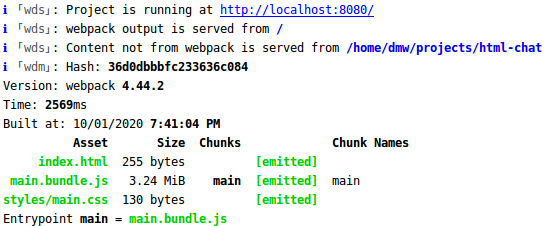 ℹ ｢wds｣: Project is running at http://localhost:8080/
ℹ ｢wds｣: webpack output is served from /
ℹ ｢wds｣: Content not from webpack is served from /home/dmw/projects/html-chat
ℹ ｢wdm｣: Hash: 36d0dbbbfc233636c084
Version: webpack 4.44.2
Time: 2569ms
Built at: 10/01/2020 7:41:04 PM
Asset Size Chunks Chunk Names
index.html 255 bytes [emitted]
main.bundle.js 3.24 MiB main [emitted] main
styles/main.css 130 bytes [emitted]
Entrypoint main = main.bundle.js